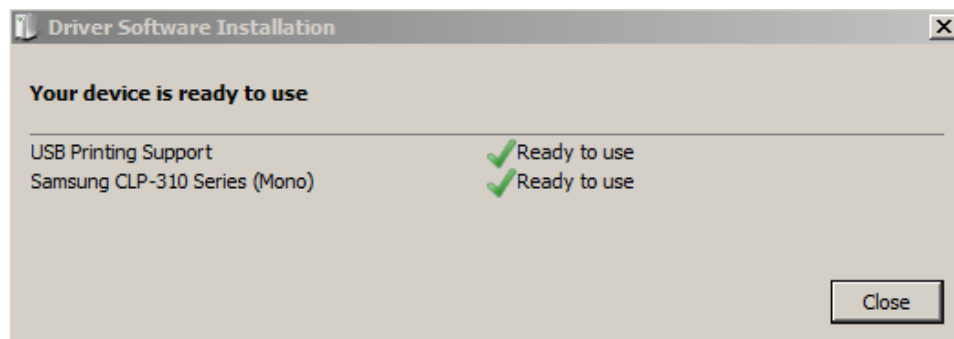 Driver Software Installation
Your device is ready to use
USB Printing Support Ready to use
Samsung CLP-310 Series (Mono) Ready to use
Close